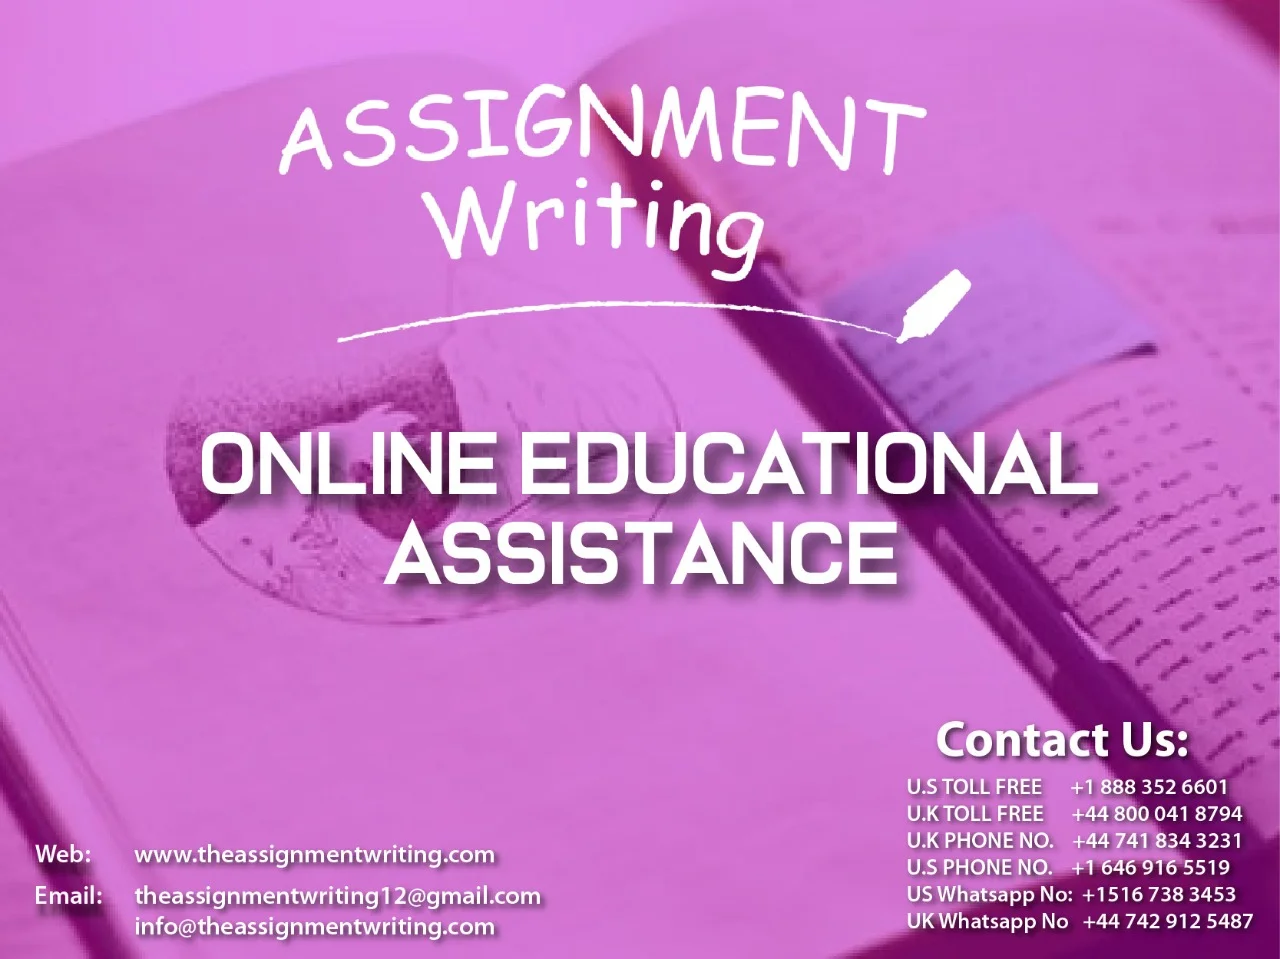 ASSIGNMENT
Writing
ONLINE EDUCATIONAL
ASSISTANCE
Contact Us:
U.S TOLL FREE +1 888 352 6601
U.K TOLL FREE +44 800 041 8794
U.K PHONE NO. +44 741 834 3231
U.S PHONE NO. +1 646 916 5519
US Whatsapp No: +1516 738 3453
UK Whatsapp No +44 742 912 5487
Web: www.theassignmentwriting.com
Email: theassignmentwriting12@gmail.com
info@theassignmentwriting.com